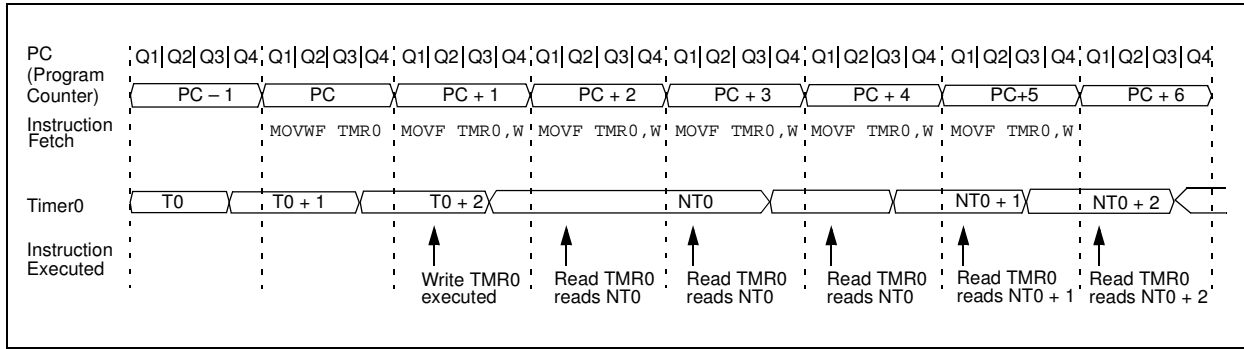 PC
(Program
Counter)
Q1 Q2 Q3 Q4 Q1 Q2 Q3 Q4 Q1 Q2 Q3 Q4 Q1 Q2 Q3 Q4 Q1 Q2 Q3 Q4 Q1 Q2 Q3 Q4 Q1 Q2 Q3 Q4 Q1 Q2 Q3 Q4
PC – 1 PC PC + 1 PC + 2 PC + 3 PC + 4 PC+5 PC + 6
Instruction
Fetch
MOVWF TMR0 MOVF TMR0,W MOVF TMR0,W MOVF TMR0,W MOVF TMR0,W MOVF TMR0,W
Timer0
T0 T0 + 1 T0 + 2 NT0 NT0 + 1 NT0 + 2
Instruction
Executed
Write TMR0
executed
Read TMR0
reads NT0
Read TMR0
reads NT0
Read TMR0
reads NT0
Read TMR0
reads NT0 + 1
Read TMR0
reads NT0 + 2